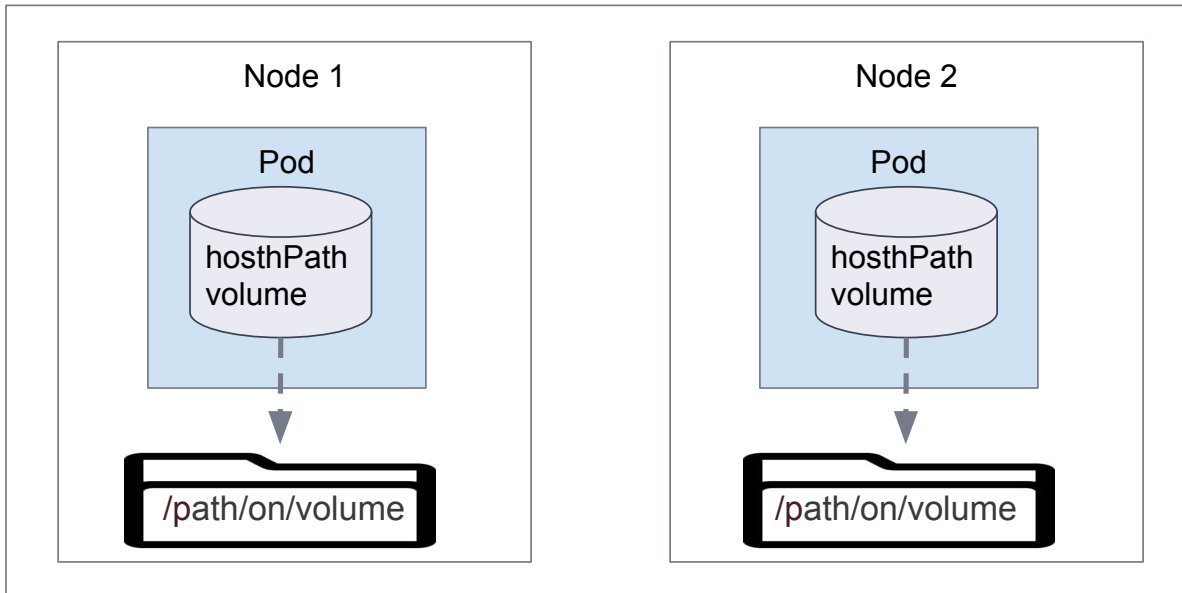 Node 1
Pod
hosthPath
volume
/path/on/volume
Node 2
Pod
hosthPath
volume
/path/on/volume